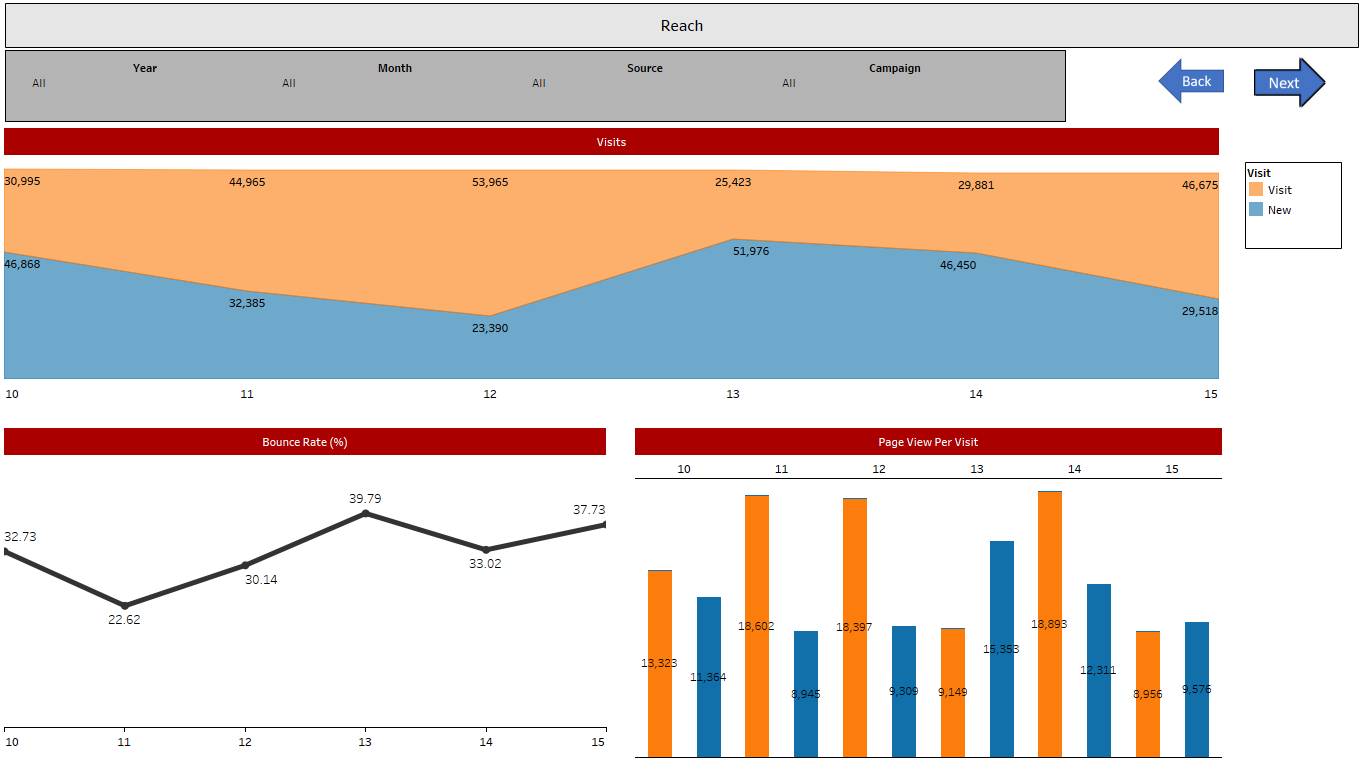 Reach
Year Month Source Campaign
All All All All
Back Next
Visits
30,995 44,965 53,965 25,423 29,881 46,675
46,868 32,385 23,390 51,976 46,450 29,518
10 11 12 13 14 15
Visit
Visit
New
Bounce Rate (%)
32.73 22.62 30.14 39.79 33.02 37.73
10 11 12 13 14 15
Page View Per Visit
10 11 12 13 14 15
13,323 11,364 18,602 8,945 18,397 9,309 9,149 15,353 18,893 12,311 8,956 9,576